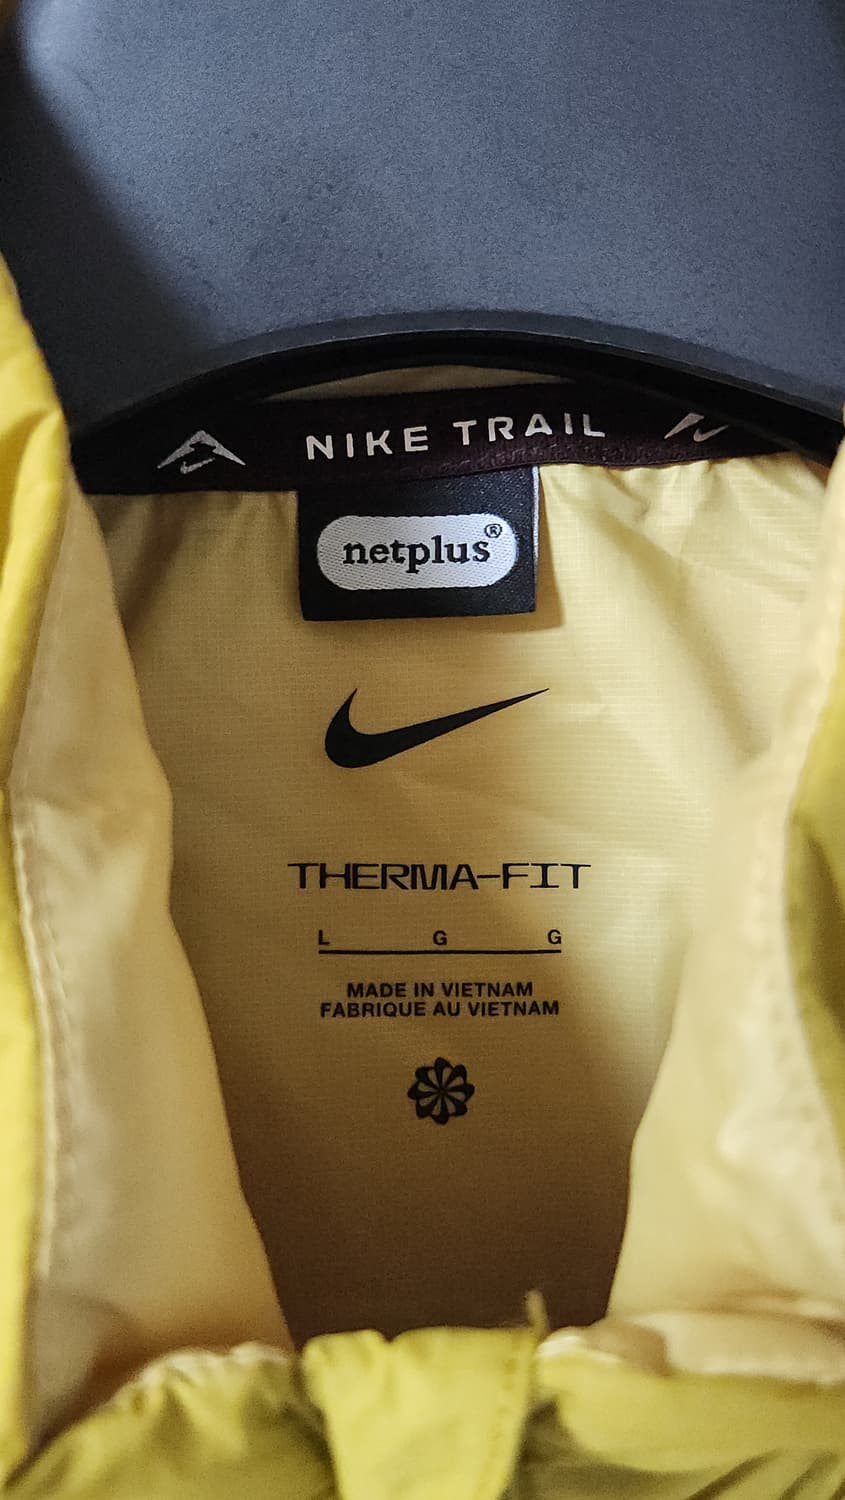 NIKE TRAIL
netplus®
THERMA-FIT
L G G
MADE IN VIETNAM
FABRIQUE AU VIETNAM